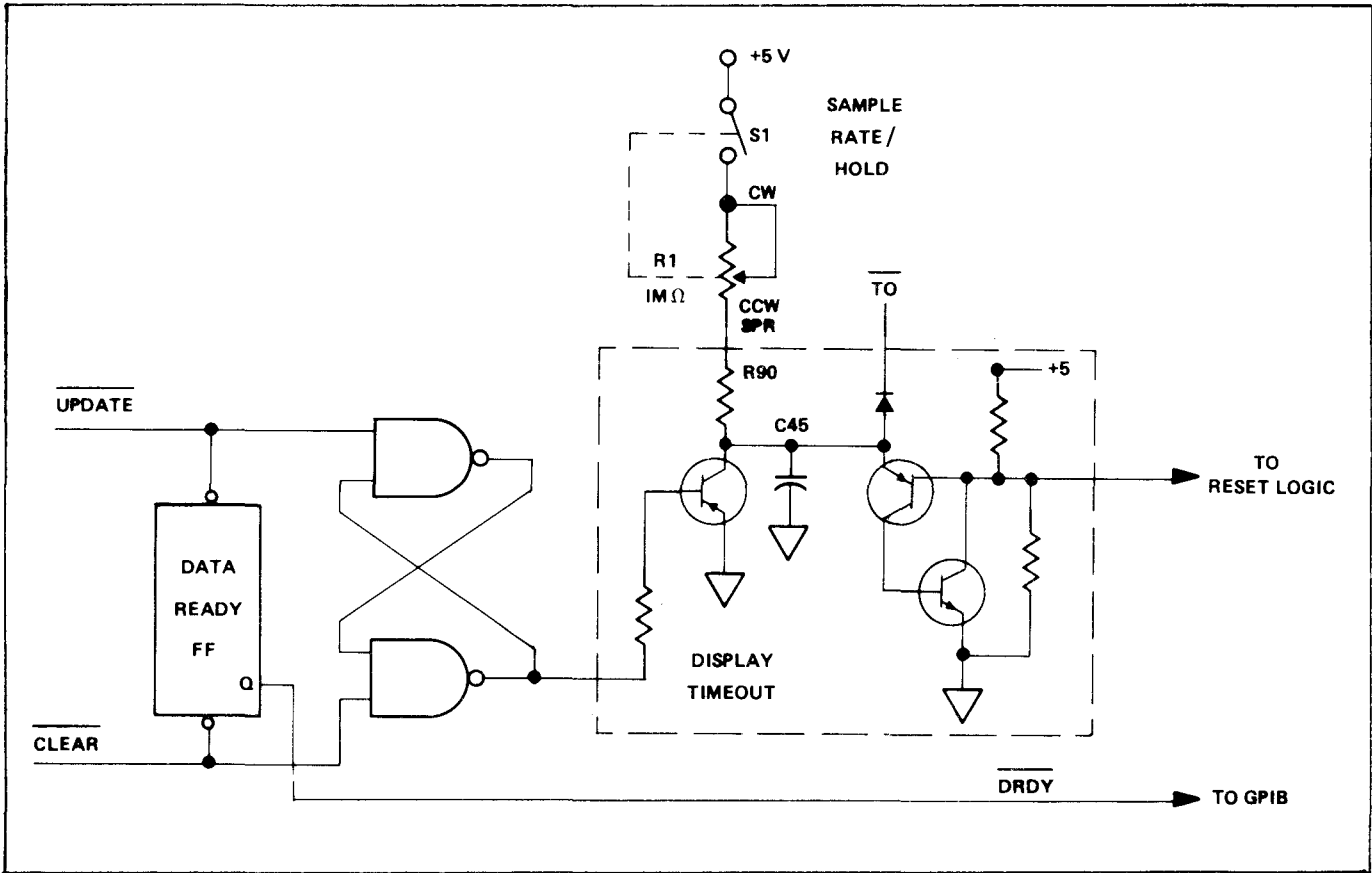 +5 V
SAMPLE
RATE/
HOLD
S1
CW
R1
1MΩ
CCW
SPR
TO
R90
+5
UPDATE
C45
TO
RESET LOGIC
DATA
READY
FF
Q
DISPLAY
TIMEOUT
CLEAR
DRDY
TO GPIB